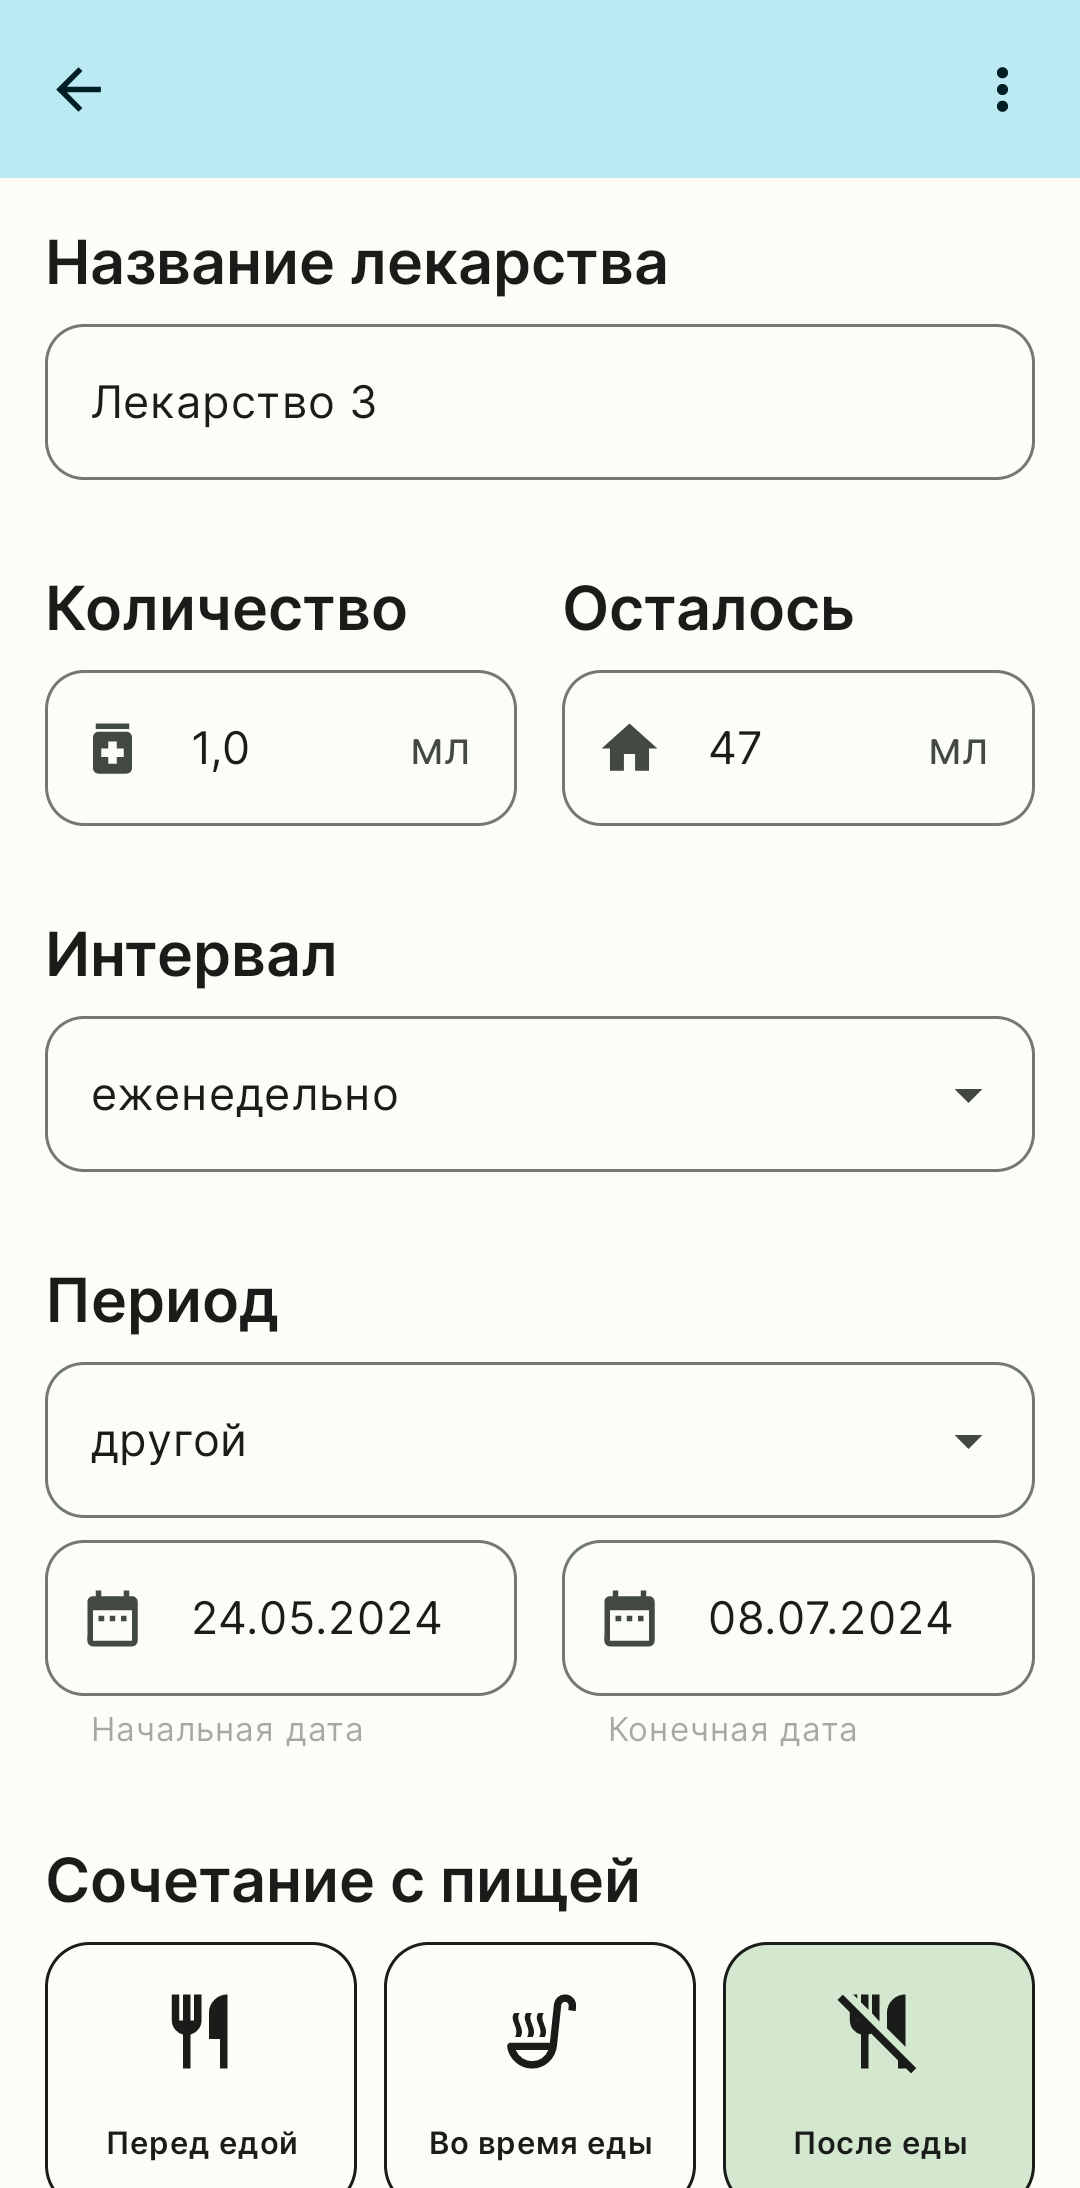 Название лекарства
Лекарство 3
Количество
Осталось
1,0 мл
47 мл
Интервал
еженедельно
Период
другой
24.05.2024
08.07.2024
Начальная дата
Конечная дата
Сочетание с пищей
Перед едой
Во время еды
После еды